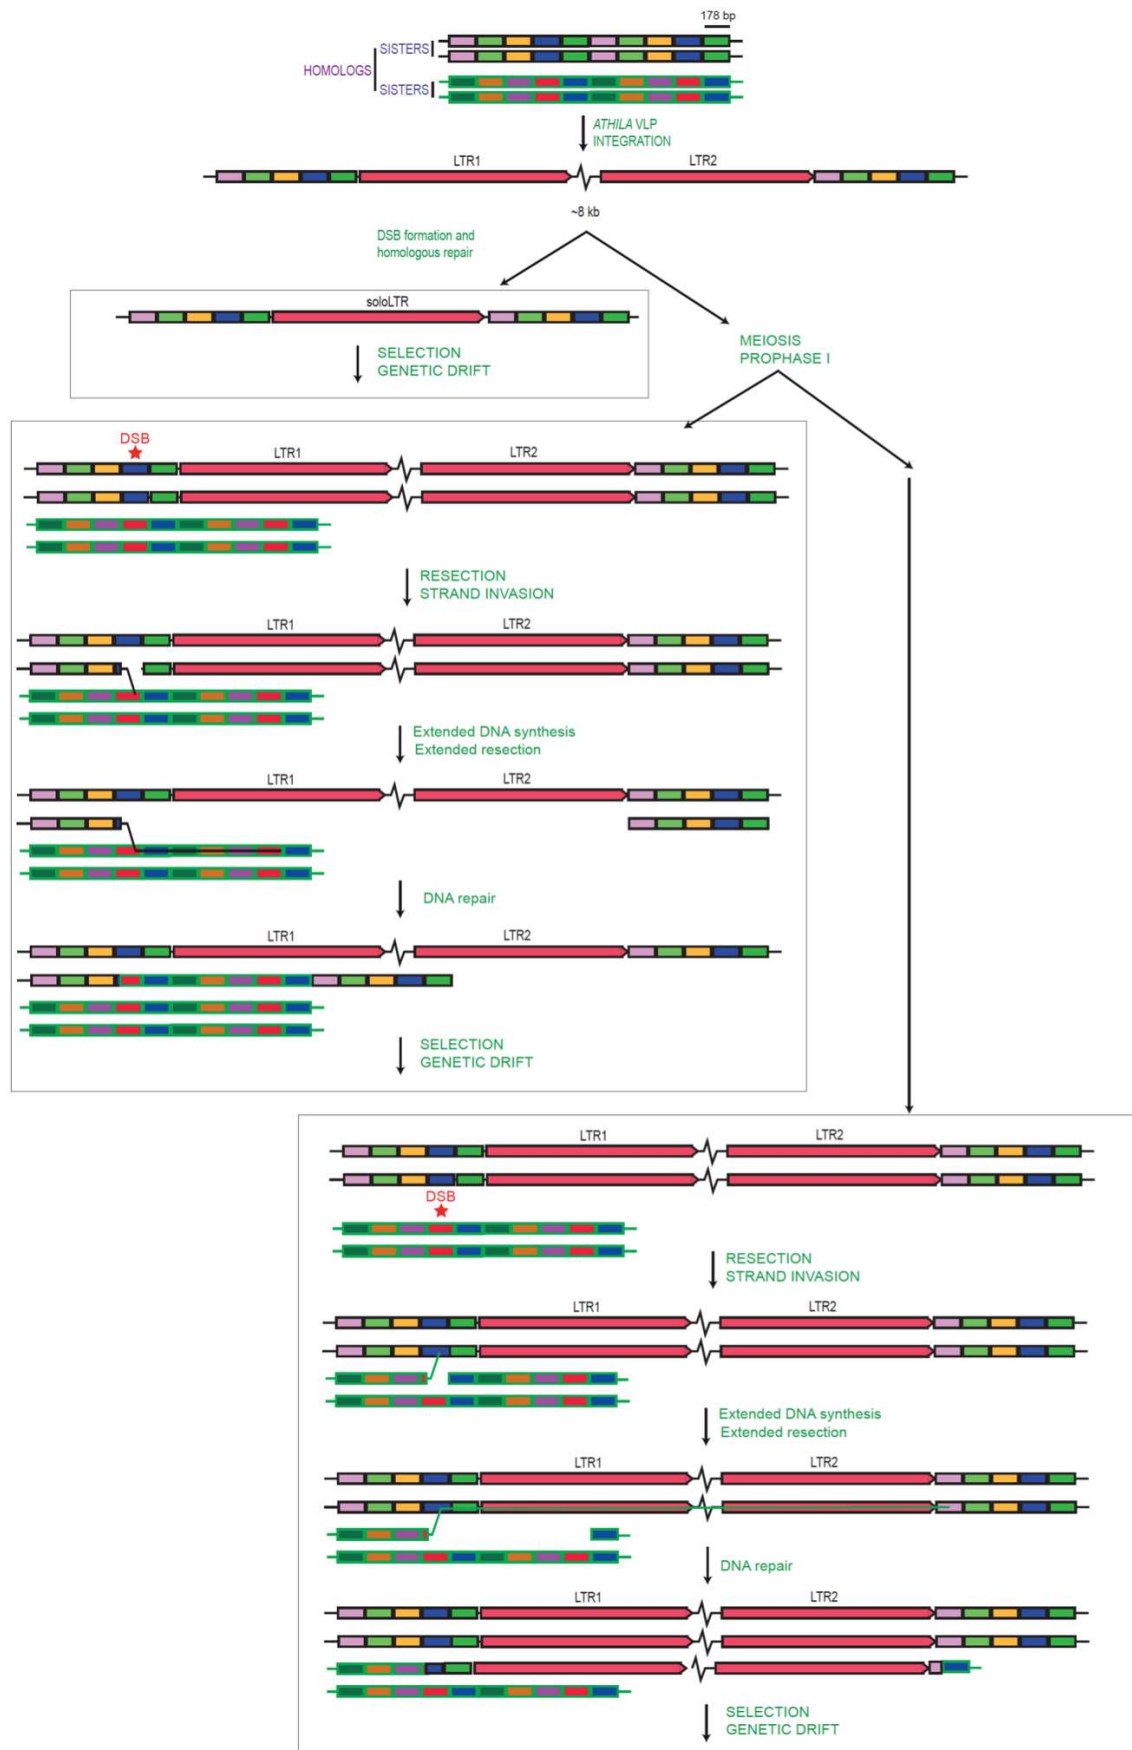 178 bp
SISTERS
HOMOLOGS
SISTERS
ATHILA VLP
INTEGRATION
LTR1 LTR2
~8 kb
DSB formation and
homologous repair
soloLTR
SELECTION
GENETIC DRIFT
MEIOSIS
PROPHASE I
DSB
LTR1 LTR2
RESECTION
STRAND INVASION
LTR1 LTR2
Extended DNA synthesis
Extended resection
LTR1 LTR2
DNA repair
LTR1 LTR2
SELECTION
GENETIC DRIFT
LTR1 LTR2
DSB
RESECTION
STRAND INVASION
LTR1 LTR2
Extended DNA synthesis
Extended resection
LTR1 LTR2
DNA repair
LTR1 LTR2
SELECTION
GENETIC DRIFT